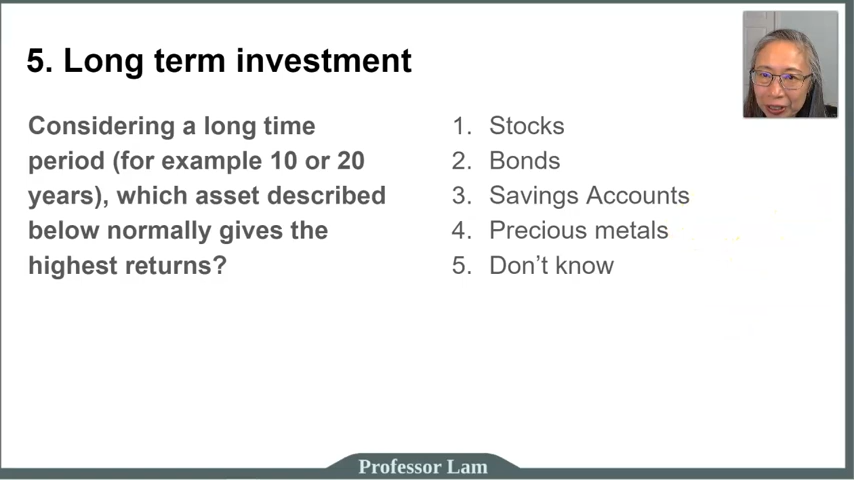 5. Long term investment
Considering a long time
period (for example 10 or 20
years), which asset described
below normally gives the
highest returns?
1. Stocks
2. Bonds
3. Savings Accounts
4. Precious metals
5. Don’t know
Professor Lam